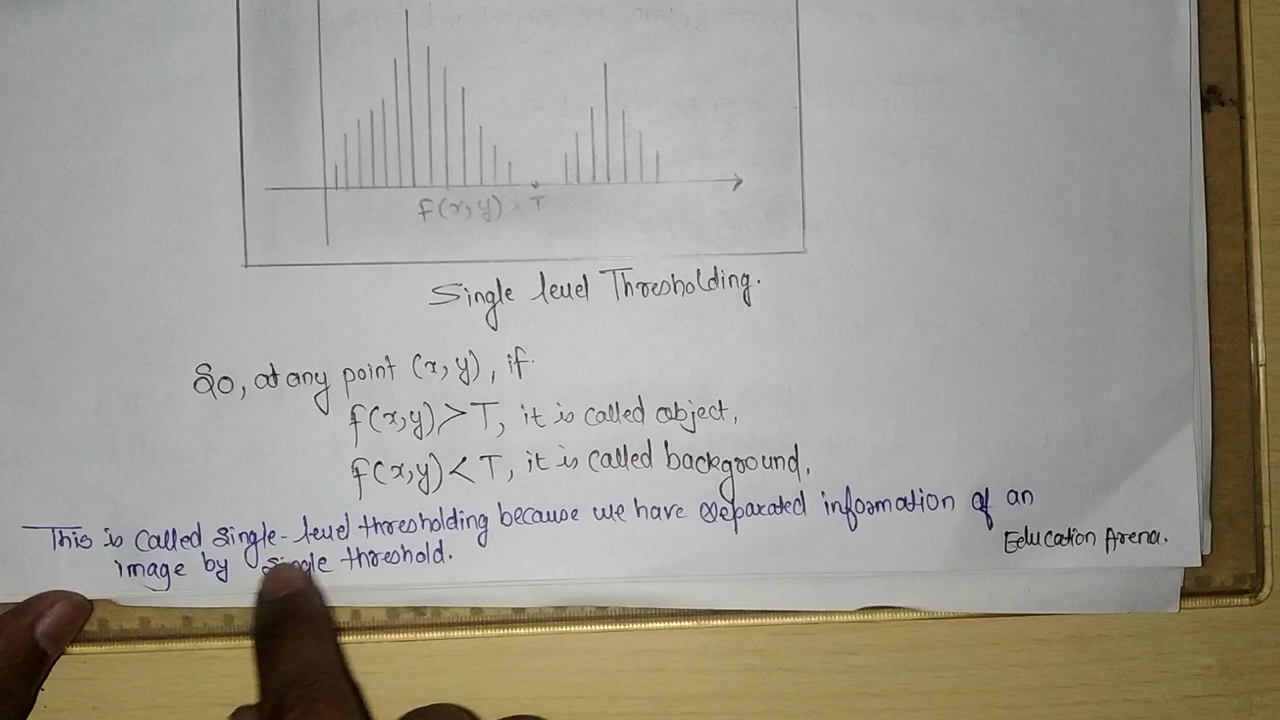 f(x,y) T
Single level Thresholding.
So, at any point (x, y), if
f(x,y) > T, it is called object,
f(x,y) < T, it is called background.
This is called single-level thresholding because we have separated information of an
image by single threshold.
Education Arena.